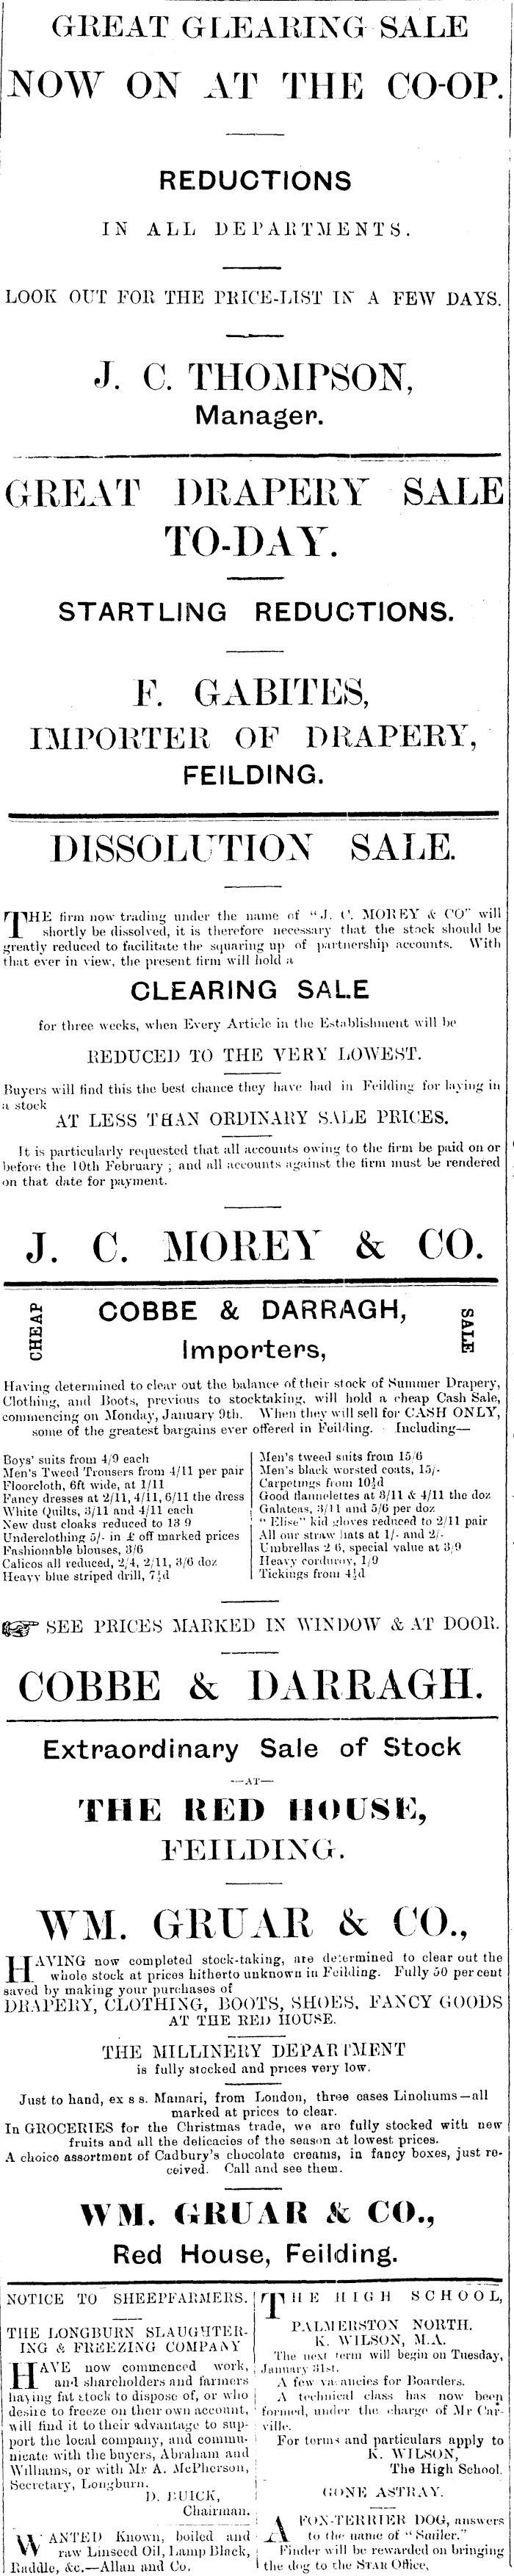 GREAT CLEARING SALE
NOW ON AT THE CO-OP.
REDUCTIONS
IN ALL DEPARTMENTS.
LOOK OUT FOR THE PRICE-LIST IN A FEW DAYS.
J. C. THOMPSON,
Manager.
GREAT DRAPERY SALE
TO-DAY.
STARTLING REDUCTIONS.
F. GABITES,
IMPORTER OF DRAPERY,
FEILDING.
DISSOLUTION SALE.
THE firm now trading under the name of "J. C. MOREY & CO" will
shortly be dissolved, it is therefore necessary that the stock should be
greatly reduced to facilitate the squaring up of partnership accounts. With
that ever in view, the present firm will hold a
CLEARING SALE
for three weeks, when Every Article in the Establishment will be
REDUCED TO THE VERY LOWEST.
Buyers will find this the best chance they have had in Feilding for laying in
a stock
AT LESS THAN ORDINARY SALE PRICES.
It is particularly requested that all accounts owing to the firm be paid on or
before the 10th February ; and all accounts against the firm must be rendered
on that date for payment.
J. C. MOREY & CO.
CHEAP
COBBE & DARRAGH,
SALE
Importers,
Having determined to clear out the balance of their stock of Summer Drapery,
Clothing, and Boots, previous to stocktaking, will hold a cheap Cash Sale,
commencing on Monday, January 9th. When they will sell for CASH ONLY,
some of the greatest bargains ever offered in Feilding. Including—
Boys' suits from 4/9 each
Men's Tweed Trousers from 4/11 per pair
Floorcloth, 6ft wide, at 1/11
Fancy dresses at 2/11, 4/11, 6/11 the dress
White Quilts, 3/11 and 4/11 each
New dust cloaks reduced to 13 9
Underclothing 5/- in £ off marked prices
Fashionable blouses, 3/6
Calicos all reduced, 2/4, 2/11, 3/6 doz
Heavy blue striped drill, 7½d
Men's tweed suits from 15/6
Men's black worsted coats, 15/-
Carpetings from 10½d
Good flannelettes at 3/11 & 4/11 the doz
Galateas, 3/11 and 5/6 per doz
"Elise" kid gloves reduced to 2/11 pair
All our straw hats at 1/- and 2/-
Umbrellas 2 6, special value at 3/9
Heavy corduroy, 1/9
Tickings from 4½d
SEE PRICES MARKED IN WINDOW & AT DOOR.
COBBE & DARRAGH.
Extraordinary Sale of Stock
—AT—
THE RED HOUSE,
FEILDING.
WM. GRUAR & CO.,
HAVING now completed stock-taking, are determined to clear out the
whole stock at prices hitherto unknown in Feilding. Fully 50 per cent
saved by making your purchases of
DRAPERY, CLOTHING, BOOTS, SHOES, FANCY GOODS
AT THE RED HOUSE.
THE MILLINERY DEPARTMENT
is fully stocked and prices very low.
Just to hand, ex s s. Mamari, from London, three cases Linoliums—all
marked at prices to clear.
In GROCERIES for the Christmas trade, we are fully stocked with new
fruits and all the delicacies of the season at lowest prices.
A choice assortment of Cadbury's chocolate creams, in fancy boxes, just re-
ceived. Call and see them.
WM. GRUAR & CO.,
Red House, Feilding.
NOTICE TO SHEEPFARMERS.
THE LONGBURN SLAUGHTER-
ING & FREEZING COMPANY
HAVE now commenced work,
and shareholders and farmers
having fat stock to dispose of, or who
desire to freeze on their own account,
will find it to their advantage to sup-
port the local company, and commu-
nicate with the buyers, Abraham and
Williams, or with Mr A. McPherson,
Secretary, Longburn.
D. BUICK,
Chairman.
WANTED Known, boiled and
raw Linseed Oil, Lamp Black,
Raddle, &c.—Allan and Co.
THE HIGH SCHOOL,
PALMERSTON NORTH.
K. WILSON, M.A.
The next term will begin on Tuesday,
January 31st.
A few vacancies for Boarders.
A technical class has now been
formed, under the charge of Mr Car-
ville.
For terms and particulars apply to
K. WILSON,
The High School.
GONE ASTRAY.
A FOX-TERRIER DOG, answers
to the name of "Smiler."
Finder will be rewarded on bringing
the dog to the STAR Office.